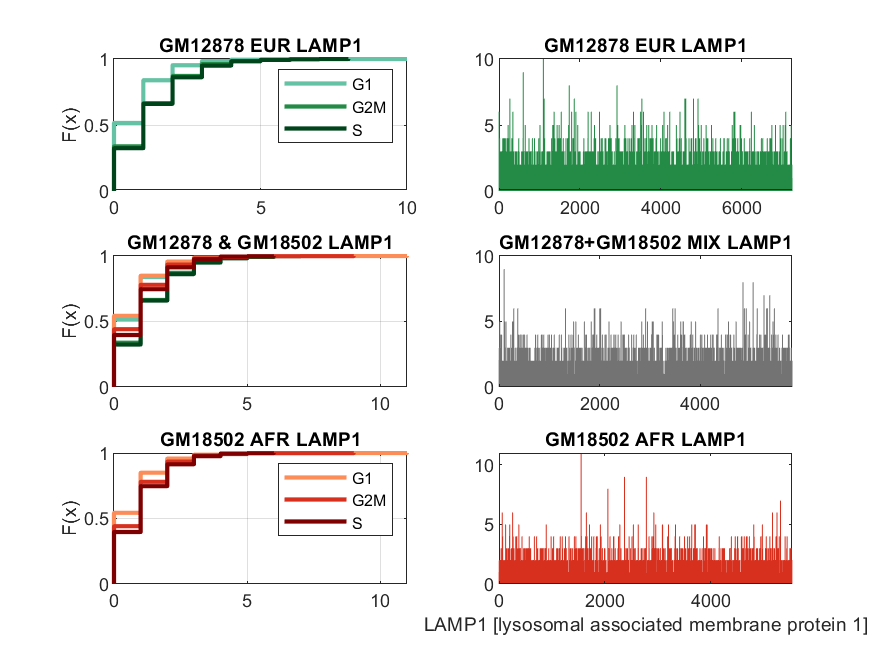 GM12878 EUR LAMP1
1
0.5
0
F(x)
0 5 10
G1
G2M
S
GM12878 EUR LAMP1
10
5
0
0 2000 4000 6000
GM12878 & GM18502 LAMP1
1
0.5
0
F(x)
0 5 10
GM12878+GM18502 MIX LAMP1
10
5
0
0 2000 4000
GM18502 AFR LAMP1
1
0.5
0
F(x)
0 5 10
G1
G2M
S
GM18502 AFR LAMP1
10
5
0
0 2000 4000
LAMP1 [lysosomal associated membrane protein 1]